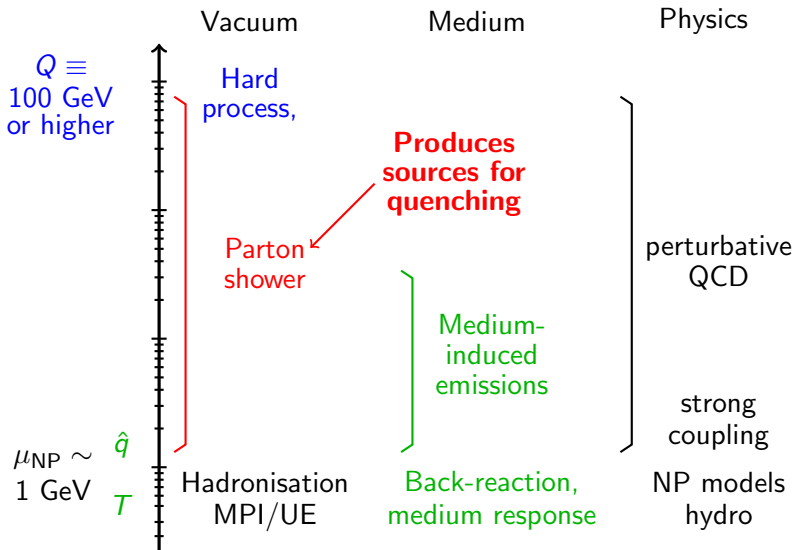 Vacuum
Medium
Physics
Q ≡
100 GeV
or higher
Hard
process,
Produces
sources for
quenching
Parton
shower
perturbative
QCD
Medium-
induced
emissions
strong
coupling
μNP ∼
1 GeV
q̂
T
Hadronisation
MPI/UE
Back-reaction,
medium response
NP models
hydro